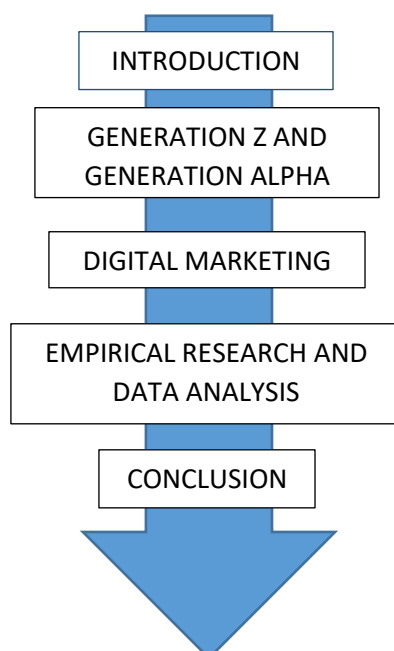 INTRODUCTION
GENERATION Z AND
GENERATION ALPHA
DIGITAL MARKETING
EMPIRICAL RESEARCH AND
DATA ANALYSIS
CONCLUSION